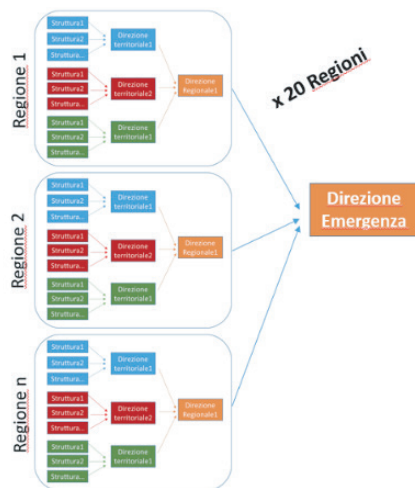 Regione 1
Struttura1
Struttura2
Struttura...
Direzione
territoriale1
Struttura1
Struttura2
Struttura...
Direzione
territoriale2
Struttura1
Struttura2
Struttura...
Direzione
territoriale1
Direzione
Regionale1
x 20 Regioni
Regione 2
Struttura1
Struttura2
Struttura...
Direzione
territoriale1
Struttura1
Struttura2
Struttura...
Direzione
territoriale2
Struttura1
Struttura2
Struttura...
Direzione
territoriale1
Direzione
Regionale1
Direzione
Emergenza
Regione n
Struttura1
Struttura2
Struttura...
Direzione
territoriale1
Struttura1
Struttura2
Struttura...
Direzione
territoriale2
Struttura1
Struttura2
Struttura...
Direzione
territoriale1
Direzione
Regionale1